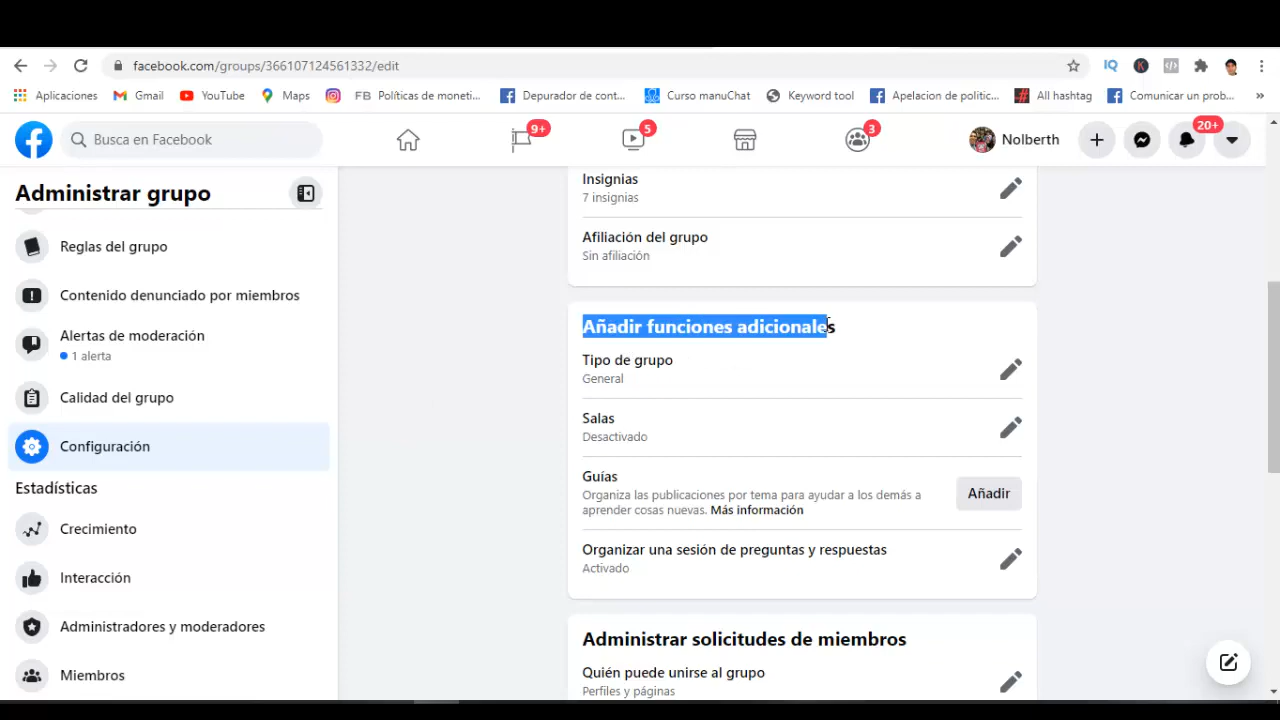 facebook.com/groups/366107124561332/edit
IQ
K
Aplicaciones
Gmail
YouTube
Maps
FB Políticas de moneti...
Depurador de cont...
Curso manuChat
Keyword tool
Apelacion de politic...
All hashtag
Comunicar un prob...
»
Busca en Facebook
9+
5
3
Nolberth
20+
Administrar grupo
Reglas del grupo
Contenido denunciado por miembros
Alertas de moderación
1 alerta
Calidad del grupo
Configuración
Estadísticas
Crecimiento
Interacción
Administradores y moderadores
Miembros
Insignias
7 insignias
Afiliación del grupo
Sin afiliación
Añadir funciones adicionales
Tipo de grupo
General
Salas
Desactivado
Guías
Organiza las publicaciones por tema para ayudar a los demás a
aprender cosas nuevas. Más información
Añadir
Organizar una sesión de preguntas y respuestas
Activado
Administrar solicitudes de miembros
Quién puede unirse al grupo
Perfiles y páginas